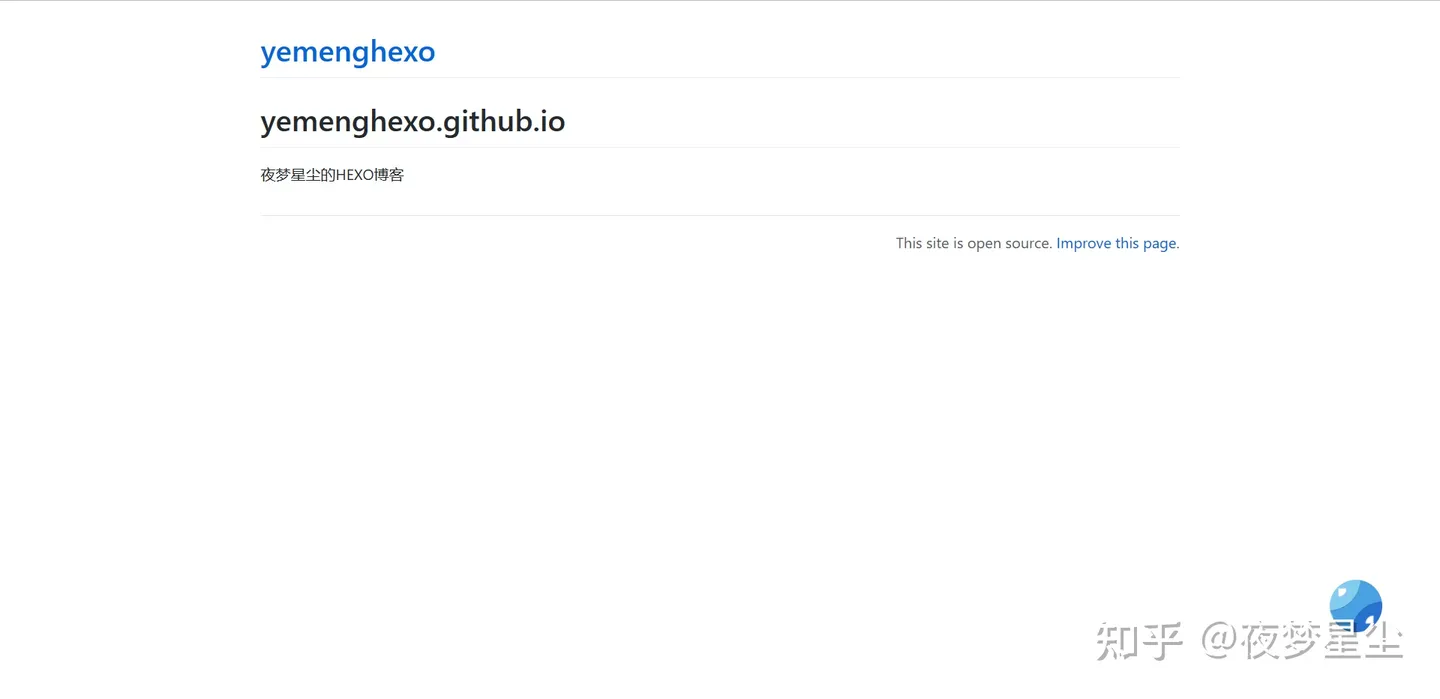 yemenghexo
yemenghexo.github.io
夜梦星尘的HEXO博客
This site is open source. Improve this page.
知乎 @夜梦星尘